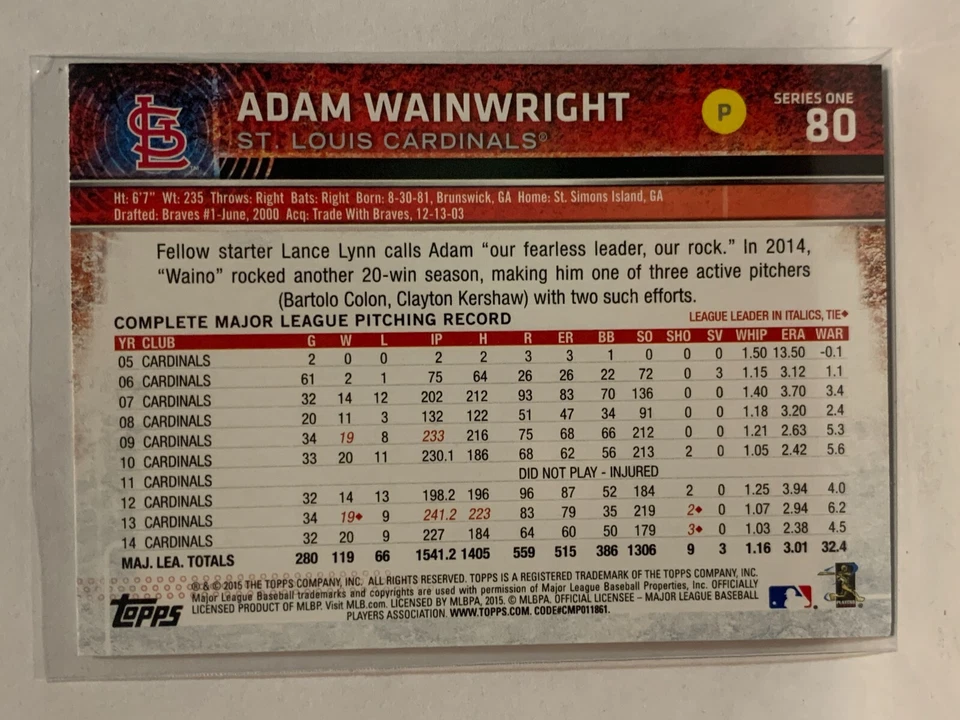 STL
ADAM WAINWRIGHT
ST. LOUIS CARDINALS®
P
SERIES ONE
80
Ht: 6'7" Wt: 235 Throws: Right Bats: Right Born: 8-30-81, Brunswick, GA Home: St. Simons Island, GA
Drafted: Braves #1-June, 2000 Acq: Trade With Braves, 12-13-03
Fellow starter Lance Lynn calls Adam “our fearless leader, our rock.” In 2014,
“Waino” rocked another 20-win season, making him one of three active pitchers
(Bartolo Colon, Clayton Kershaw) with two such efforts.
COMPLETE MAJOR LEAGUE PITCHING RECORD LEAGUE LEADER IN ITALICS, TIE♦
YR CLUB G W L IP H R ER BB SO SHO SV WHIP ERA WAR
05 CARDINALS 2 0 0 2 2 3 3 1 0 0 0 1.50 13.50 -0.1
06 CARDINALS 61 2 1 75 64 26 26 22 72 0 3 1.15 3.12 1.1
07 CARDINALS 32 14 12 202 212 93 83 70 136 0 0 1.40 3.70 3.4
08 CARDINALS 20 11 3 132 122 51 47 34 91 0 0 1.18 3.20 2.4
09 CARDINALS 34 19 8 233 216 75 68 66 212 0 0 1.21 2.63 5.3
10 CARDINALS 33 20 11 230.1 186 68 62 56 213 2 0 1.05 2.42 5.6
11 CARDINALS DID NOT PLAY - INJURED
12 CARDINALS 32 14 13 198.2 196 96 87 52 184 2 0 1.25 3.94 4.0
13 CARDINALS 34 19♦ 9 241.2 223 83 79 35 219 2♦ 0 1.07 2.94 6.2
14 CARDINALS 32 20 9 227 184 64 60 50 179 3♦ 0 1.03 2.38 4.5
MAJ. LEA. TOTALS 280 119 66 1541.2 1405 559 515 386 1306 9 3 1.16 3.01 32.4
TOPPS
®& © 2015 THE TOPPS COMPANY, INC. ALL RIGHTS RESERVED. TOPPS IS A REGISTERED TRADEMARK OF THE TOPPS COMPANY, INC.
Major League Baseball trademarks and copyrights are used with permission of Major League Baseball Properties, Inc. OFFICIALLY
LICENSED PRODUCT OF MLBP. Visit MLB.com. LICENSED BY MLBPA, 2015. © MLBPA. OFFICIAL LICENSEE – MAJOR LEAGUE BASEBALL
PLAYERS ASSOCIATION. WWW.TOPPS.COM. CODE#CMP011861.